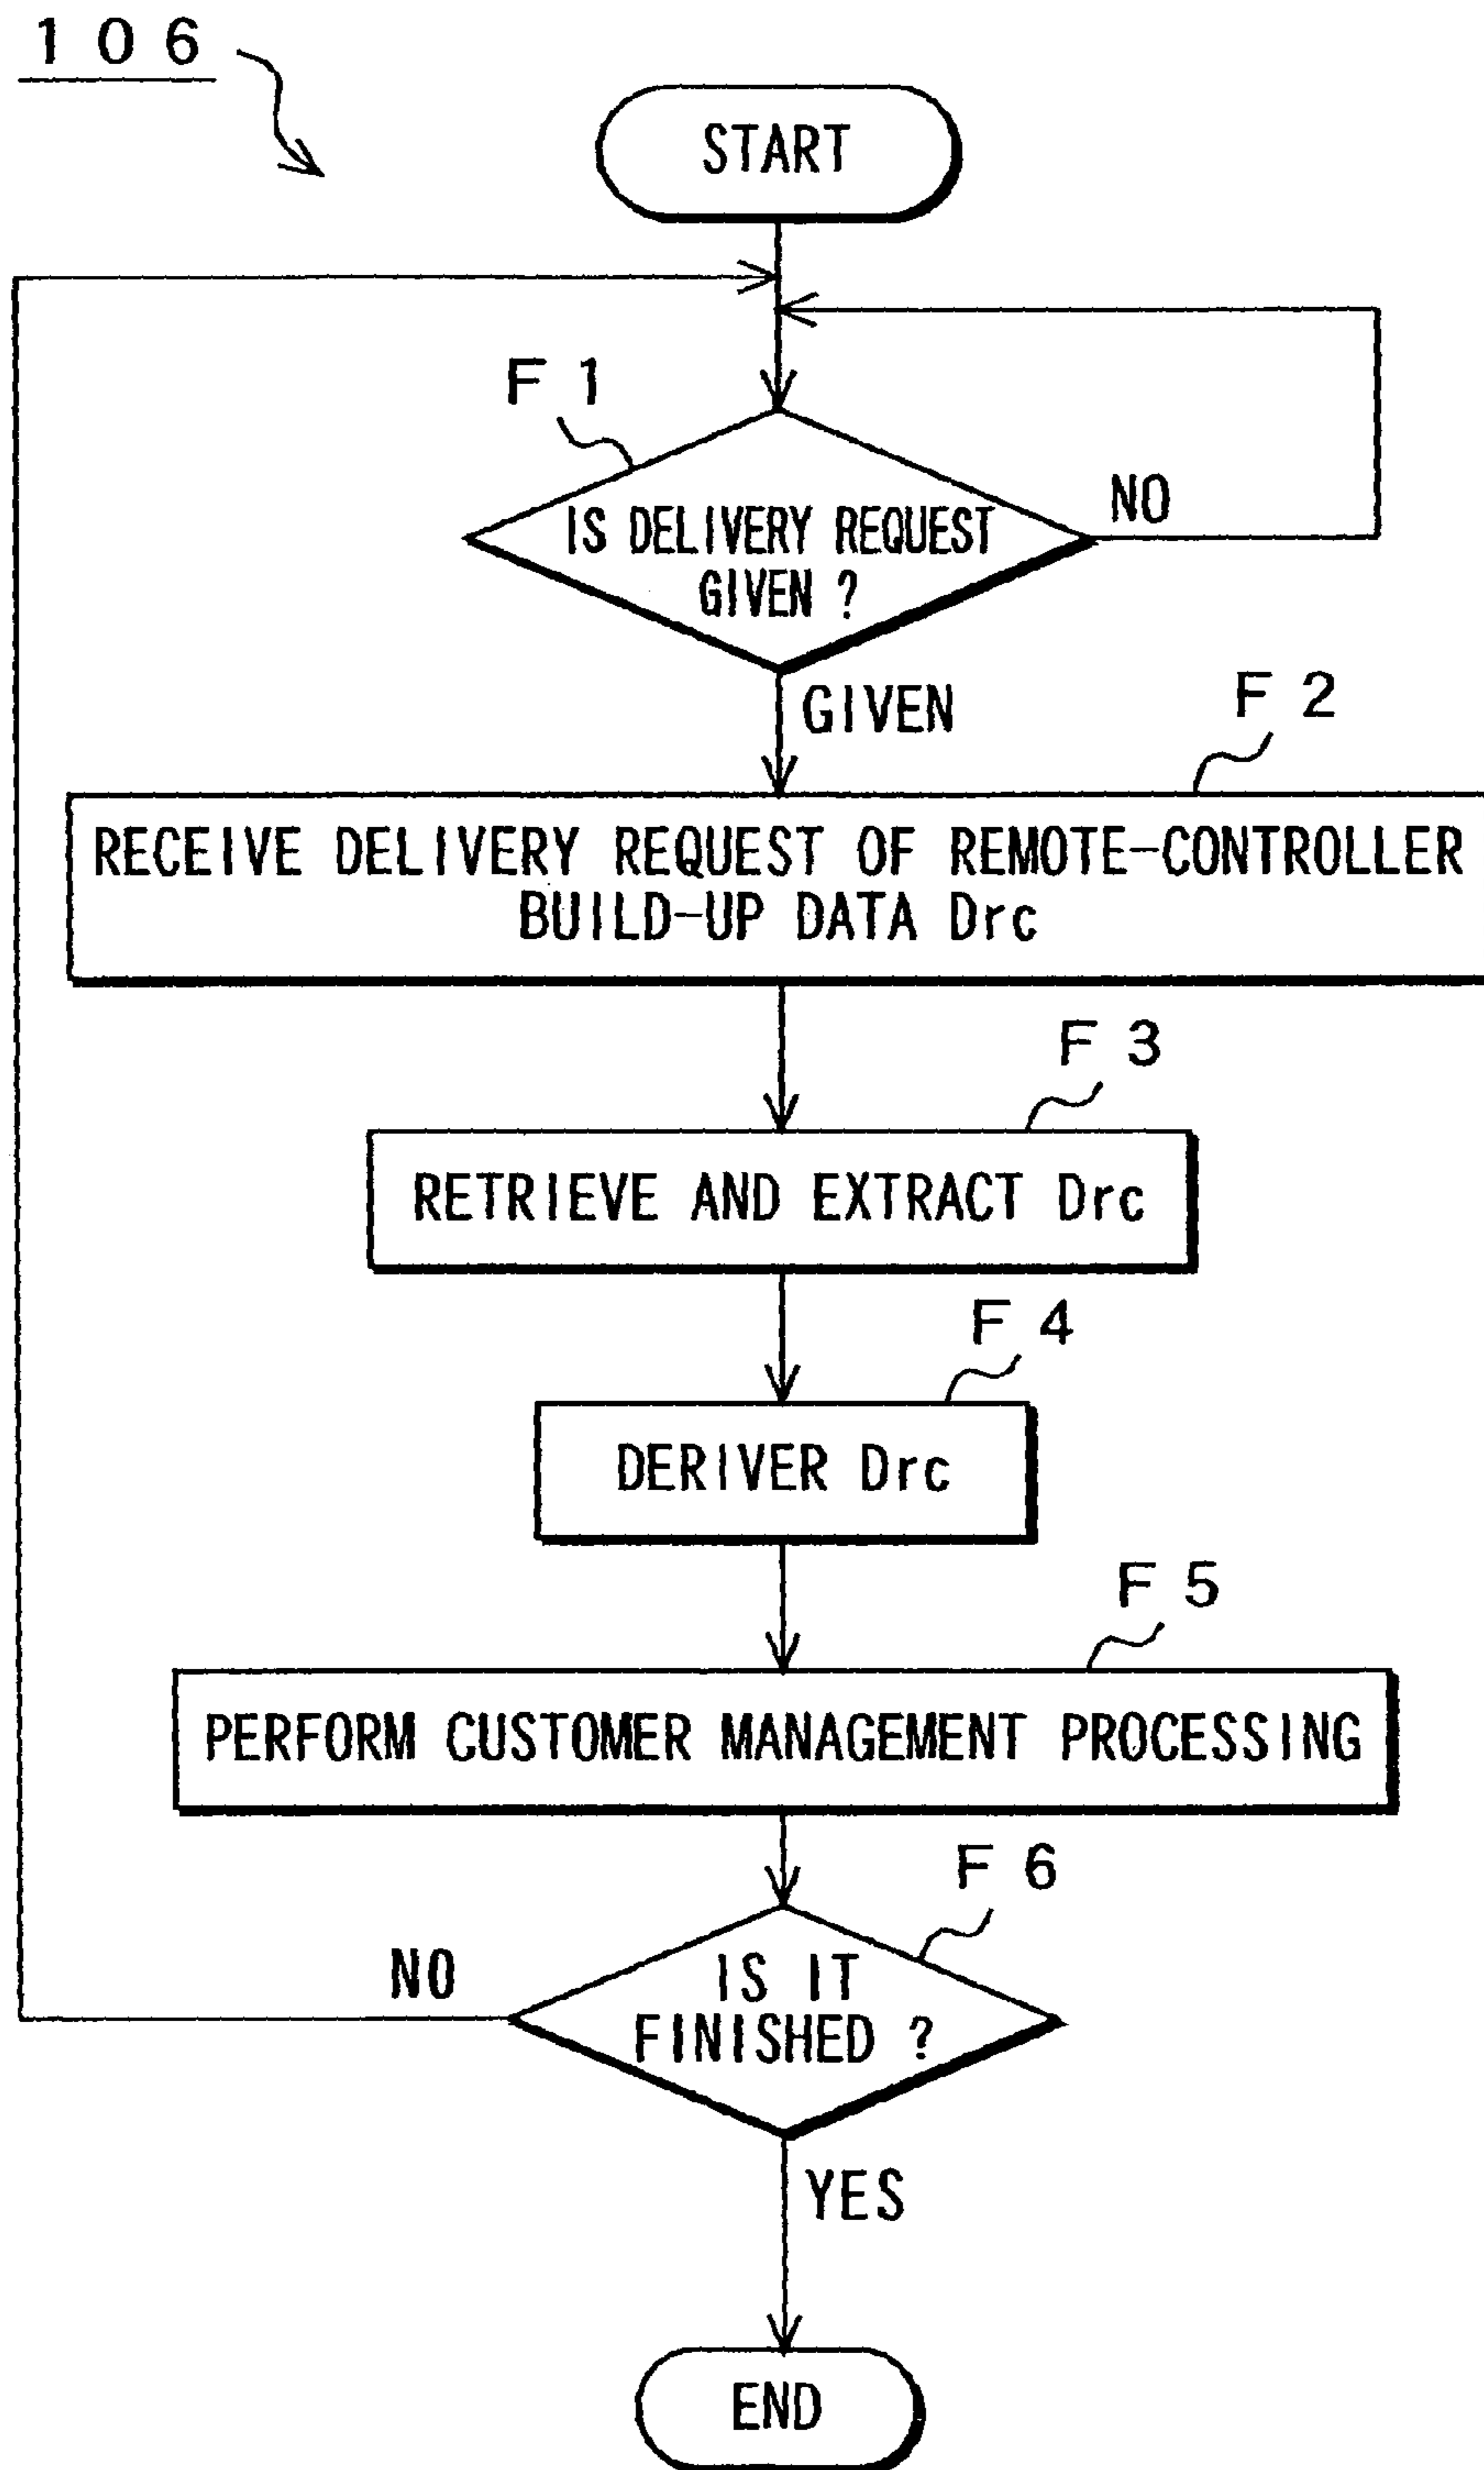 106
START
F1
IS DELIVERY REQUEST
GIVEN ?
NO
GIVEN
F2
RECEIVE DELIVERY REQUEST OF REMOTE-CONTROLLER
BUILD-UP DATA Drc
F3
RETRIEVE AND EXTRACT Drc
F4
DERIVER Drc
F5
PERFORM CUSTOMER MANAGEMENT PROCESSING
F6
NO
IS IT
FINISHED ?
YES
END